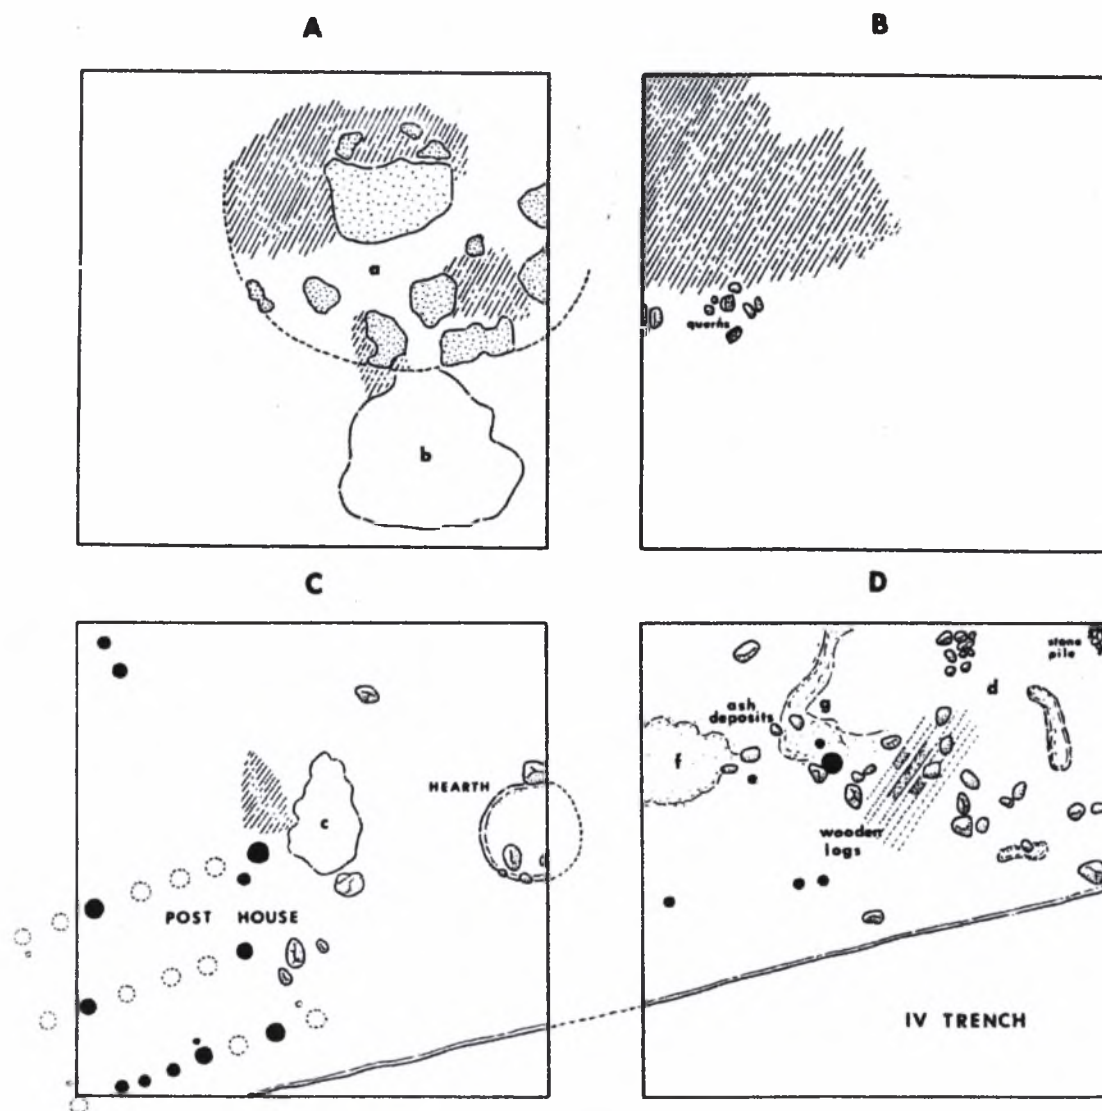 A
B
a
querns
b
C
D
stone
pile
d
ash
deposits
g
f
e
HEARTH
c
wooden
logs
POST HOUSE
IV TRENCH